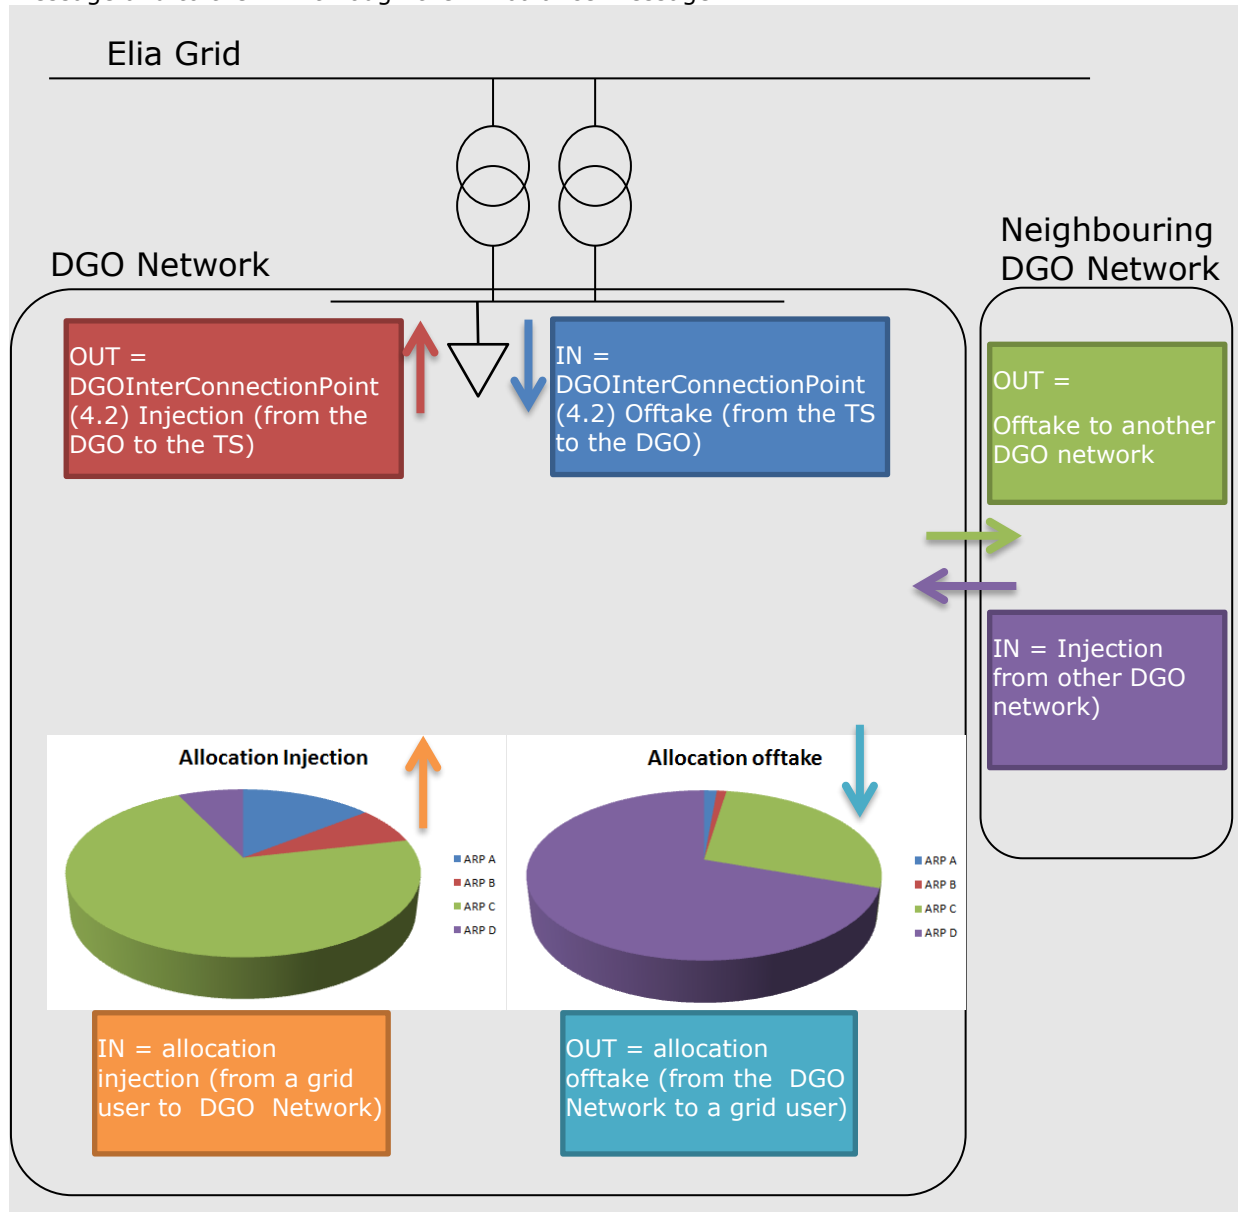 Elia Grid
Neighbouring
DGO Network
DGO Network
OUT =
DGOInterConnectionPoint
(4.2) Injection (from the
DGO to the TS)
IN =
DGOInterConnectionPoint
(4.2) Offtake (from the TS
to the DGO)
OUT =
Offtake to another
DGO network
IN = Injection
from other DGO
network)
Allocation Injection
ARP A
ARP B
ARP C
ARP D
Allocation offtake
ARP A
ARP B
ARP C
ARP D
IN = allocation
injection (from a grid
user to DGO Network)
OUT = allocation
offtake (from the DGO
Network to a grid user)